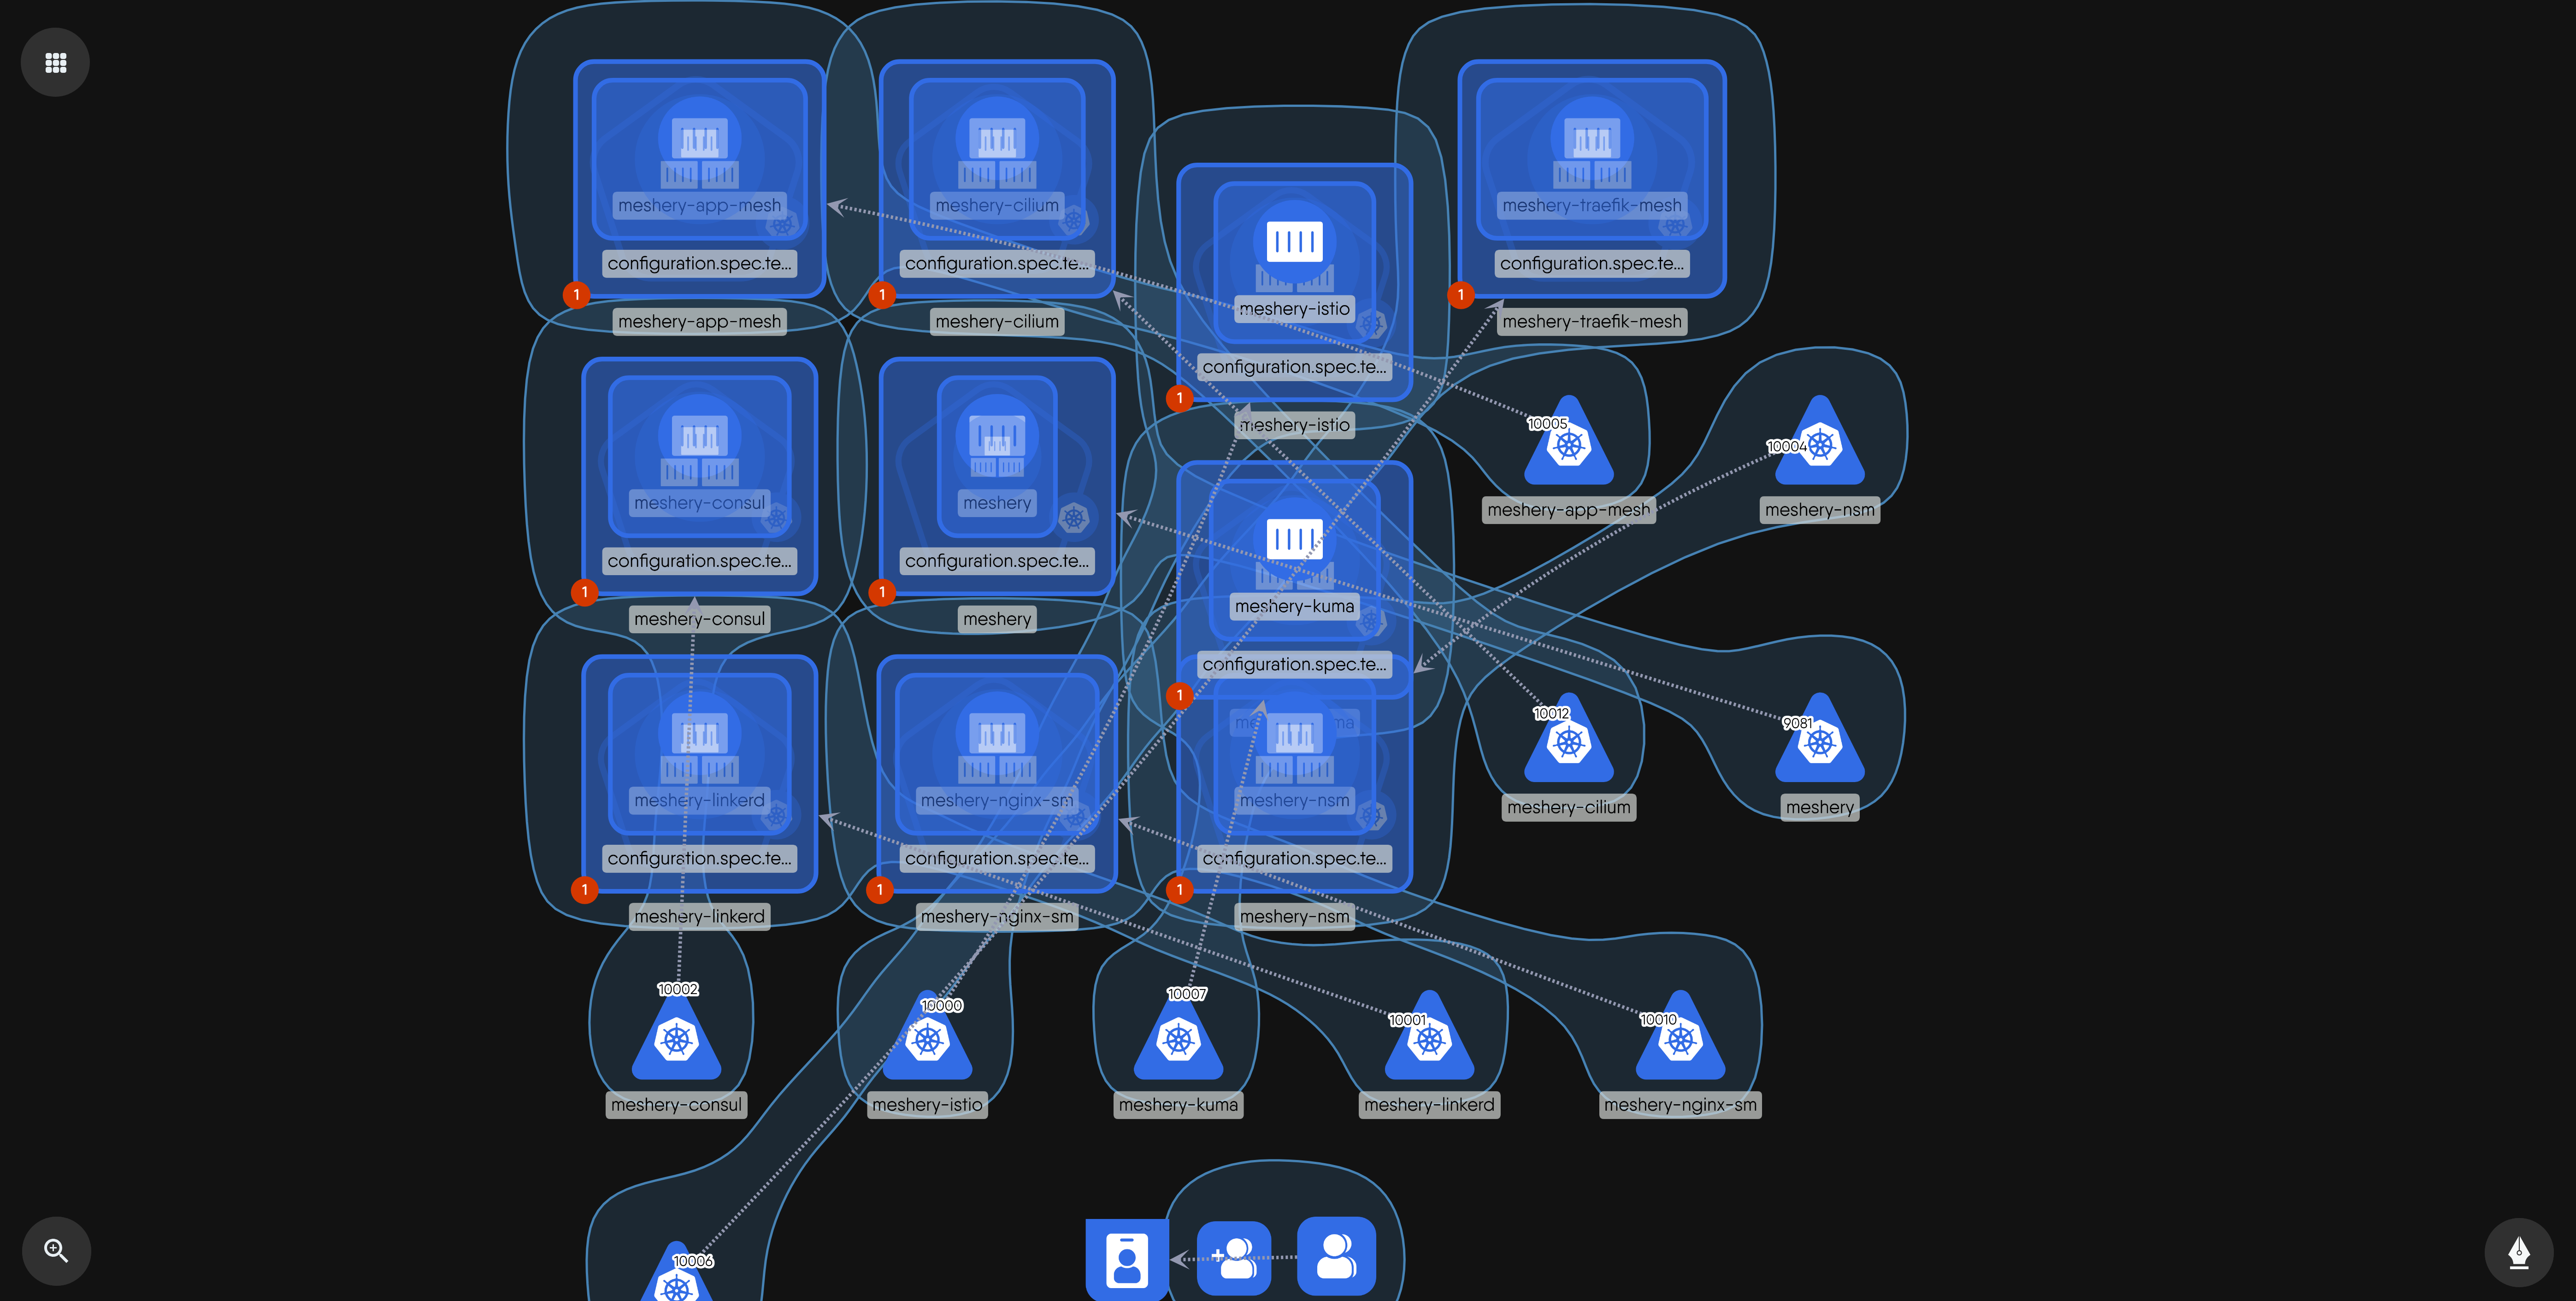 meshery-app-mesh
configuration.spec.te...
1
meshery-app-mesh
meshery-cilium
configuration.spec.te...
1
meshery-cilium
meshery-istio
configuration.spec.te...
1
meshery-istio
meshery-traefik-mesh
configuration.spec.te...
1
meshery-traefik-mesh
meshery-consul
configuration.spec.te...
1
meshery-consul
meshery
configuration.spec.te...
1
meshery
meshery-kuma
configuration.spec.te...
1
10005
meshery-app-mesh
10004
meshery-nsm
meshery-linkerd
configuration.spec.te...
1
meshery-linkerd
meshery-nginx-sm
configuration.spec.te...
1
meshery-nginx-sm
meshery-nsm
configuration.spec.te...
1
meshery-nsm
10012
meshery-cilium
9081
meshery
10002
meshery-consul
10000
meshery-istio
10007
meshery-kuma
10001
meshery-linkerd
10010
meshery-nginx-sm
10006